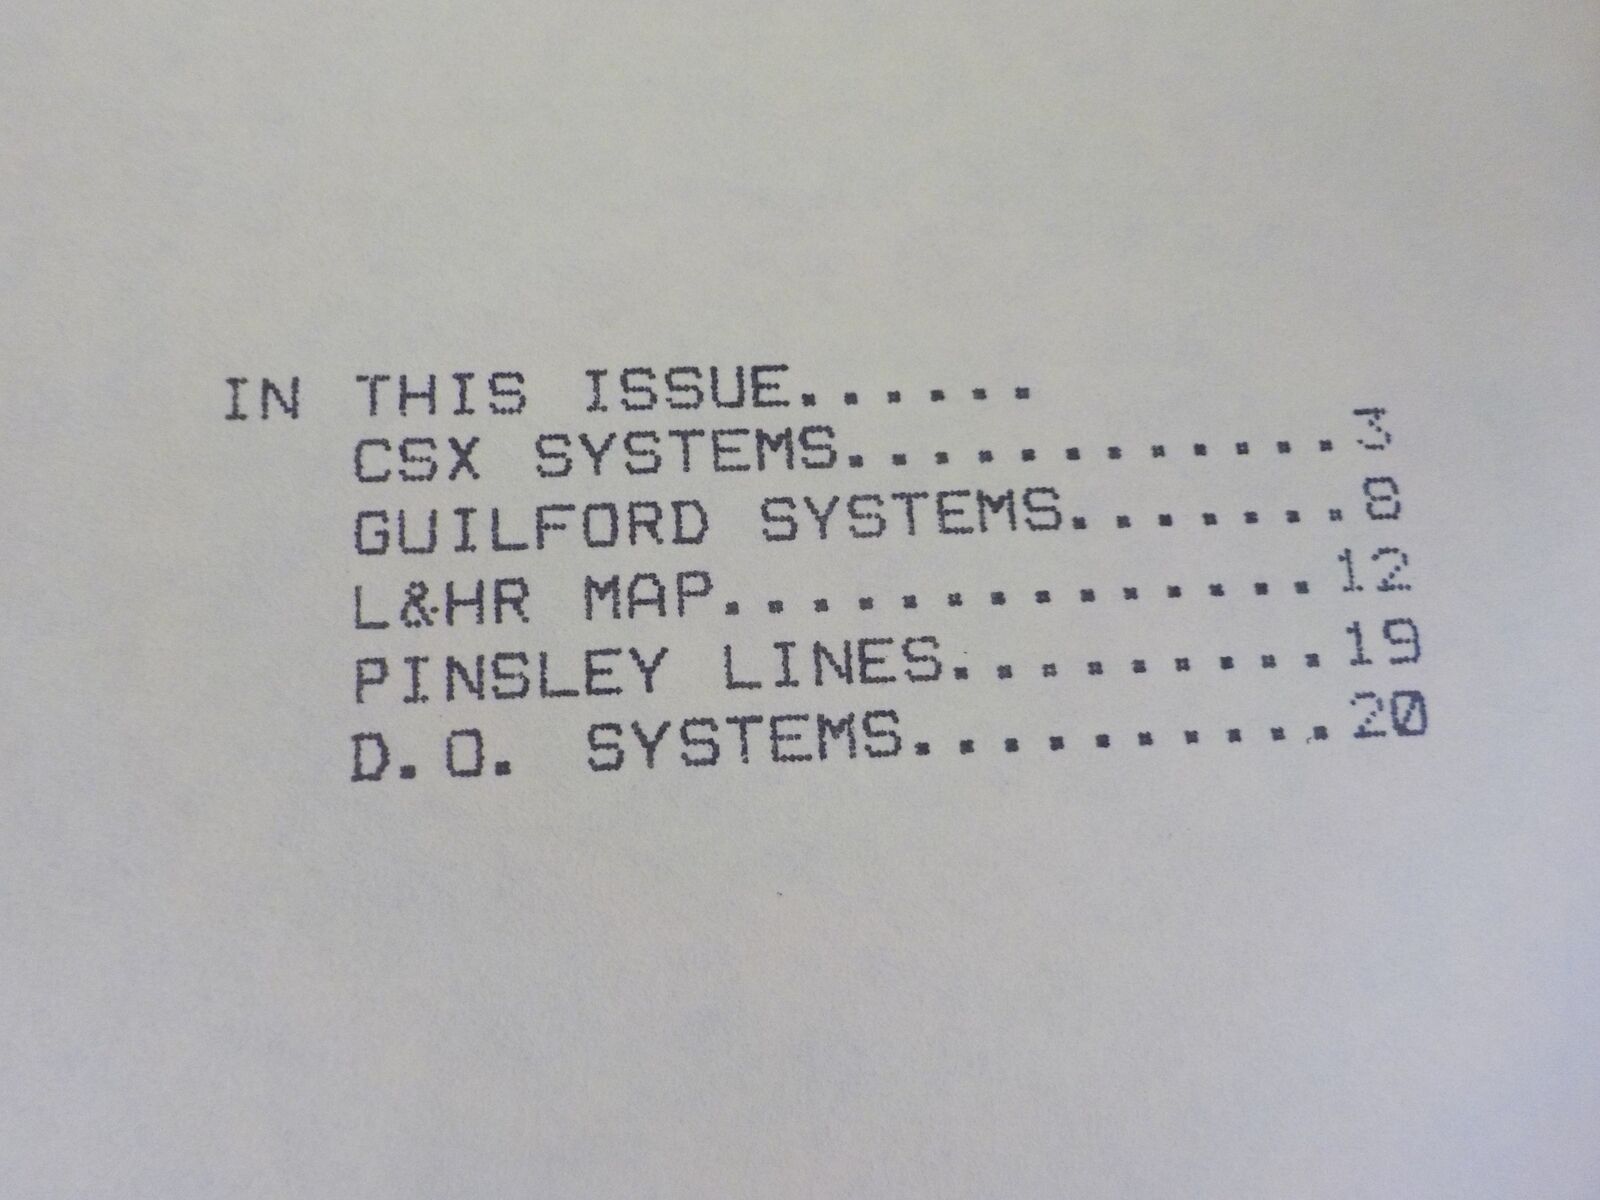 IN THIS ISSUE......
CSX SYSTEMS............3
GUILFORD SYSTEMS.......8
L&HR MAP..............12
PINSLEY LINES.........19
D.O. SYSTEMS..........20